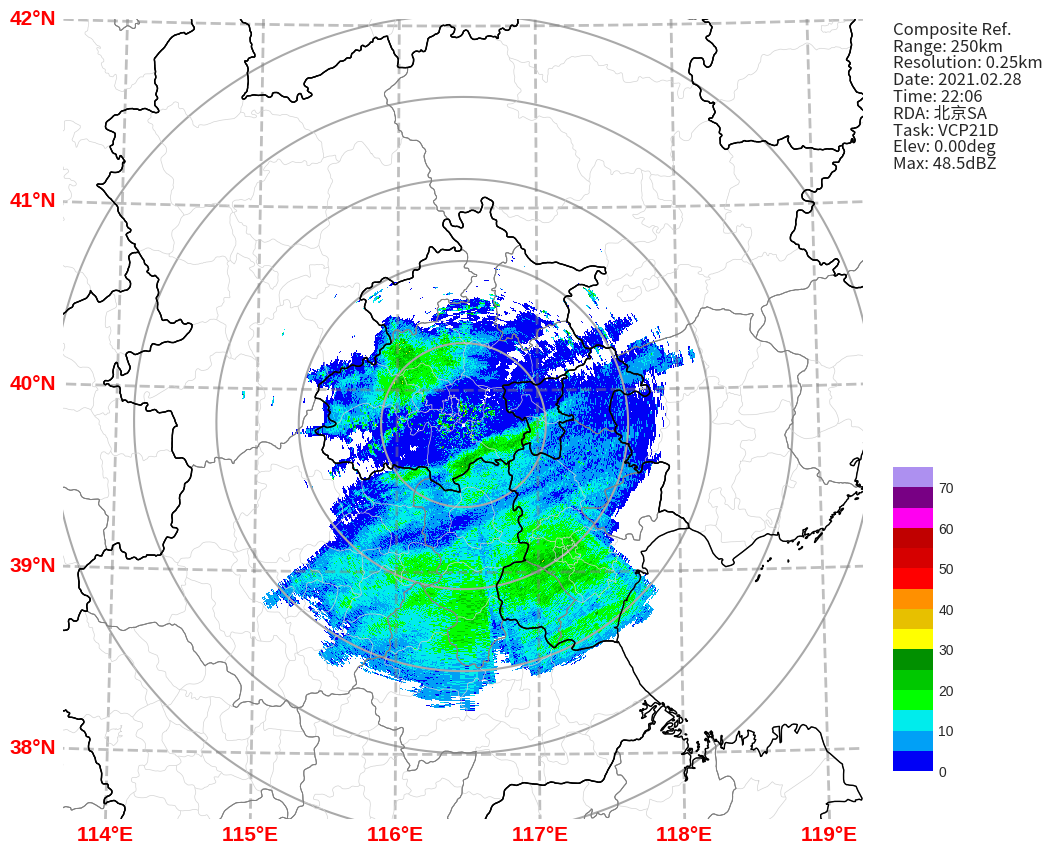 42°N
41°N
40°N
39°N
38°N
114°E
115°E
116°E
117°E
118°E
119°E
Composite Ref.
Range: 250km
Resolution: 0.25km
Date: 2021.02.28
Time: 22:06
RDA: 北京SA
Task: VCP21D
Elev: 0.00deg
Max: 48.5dBZ
70
60
50
40
30
20
10
0